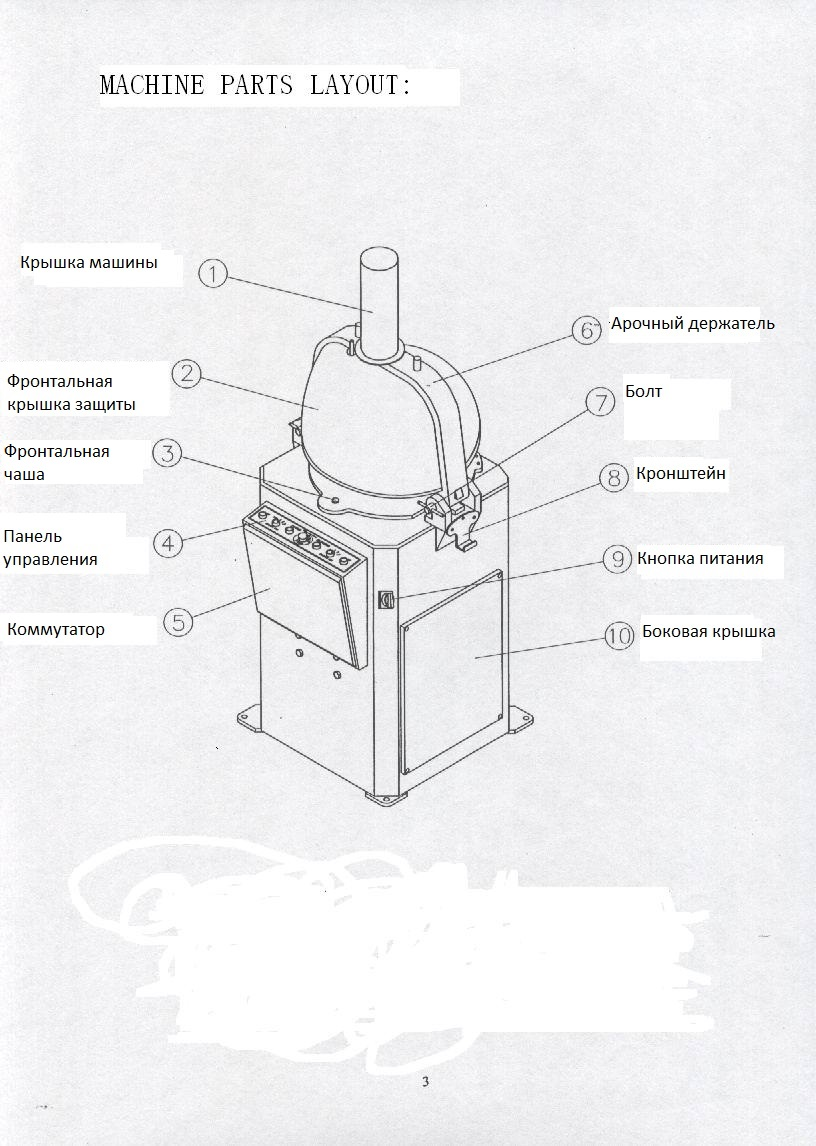 MACHINE PARTS LAYOUT:
Крышка машины
1
6
Арочный держатель
Фронтальная
крышка защиты
2
7
Болт
Фронтальная
чаша
3
8
Кронштейн
Панель
управления
4
9
Кнопка питания
Коммутатор
5
10
Боковая крышка
3